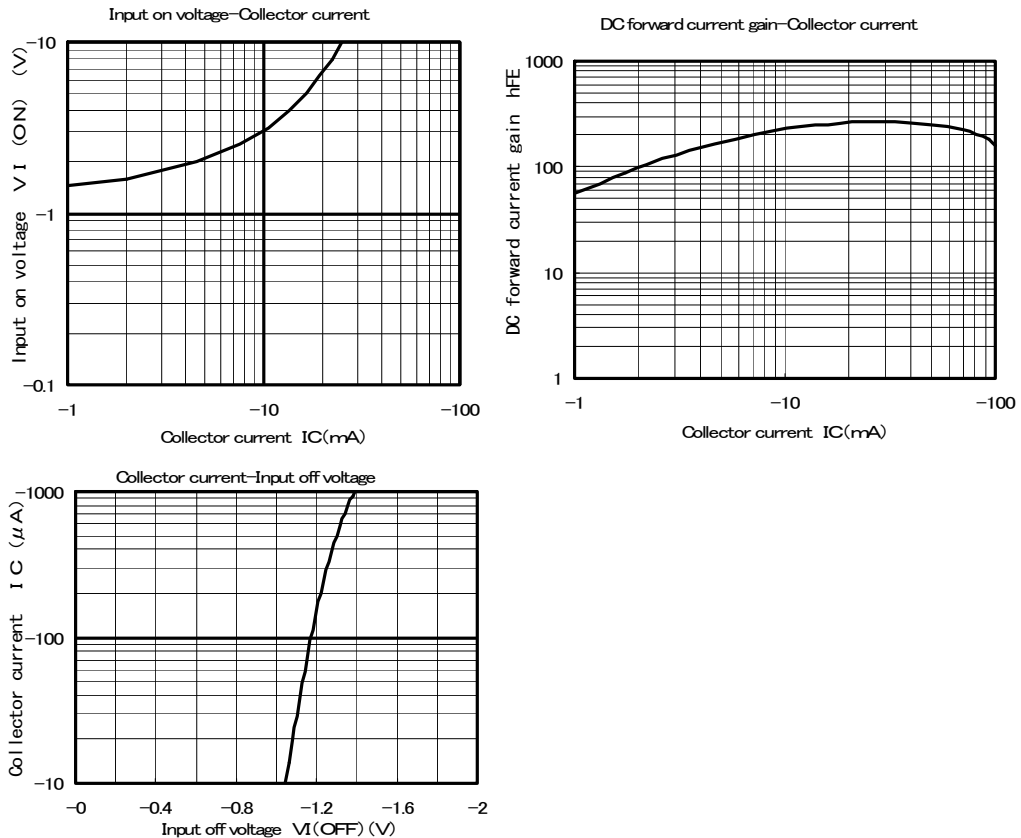 Input on voltage-Collector current
-10
-1
-0.1
Input on voltage VI (ON) (V)
-1 -10 -100
Collector current IC(mA)
DC forward current gain-Collector current
1000
100
10
1
DC forward current gain hFE
-1 -10 -100
Collector current IC(mA)
Collector current-Input off voltage
-1000
-100
-10
Collector current IC (μA)
-0 -0.4 -0.8 -1.2 -1.6 -2
Input off voltage VI(OFF)(V)